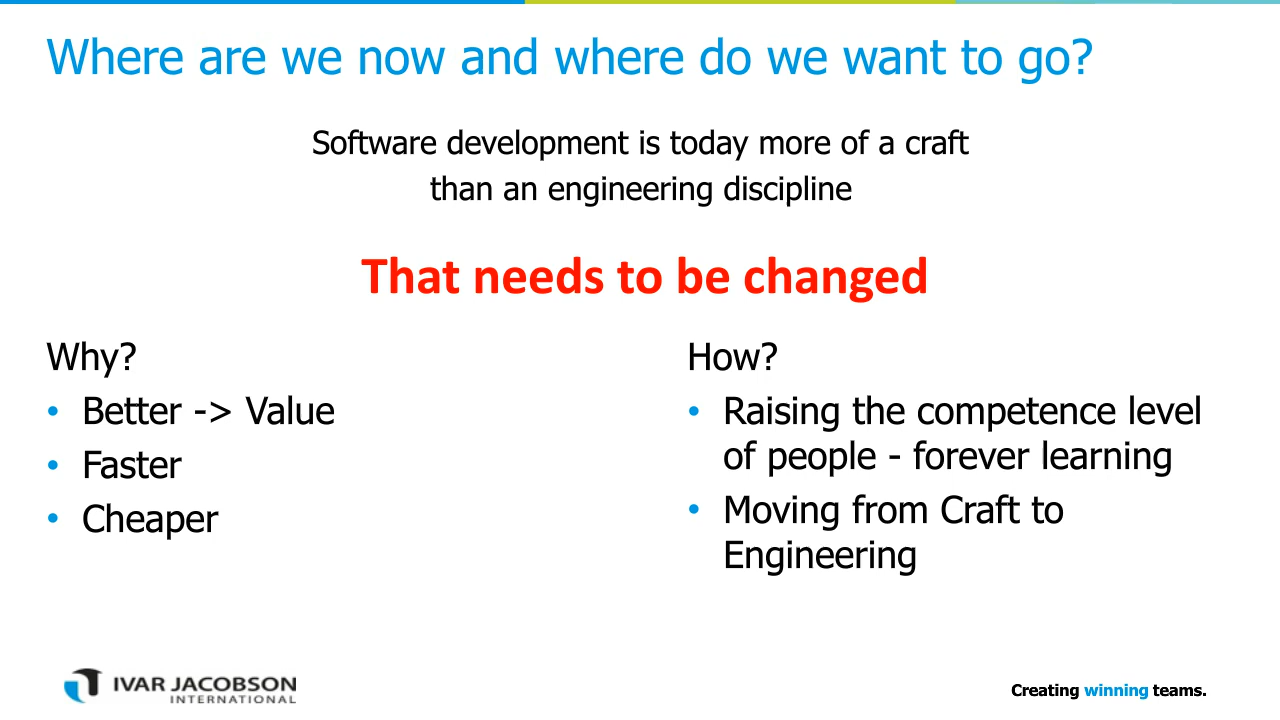 Where are we now and where do we want to go?
Software development is today more of a craft
than an engineering discipline
That needs to be changed
Why?
• Better -> Value
• Faster
• Cheaper
How?
• Raising the competence level
of people - forever learning
• Moving from Craft to
Engineering
IVAR JACOBSON
INTERNATIONAL
Creating winning teams.